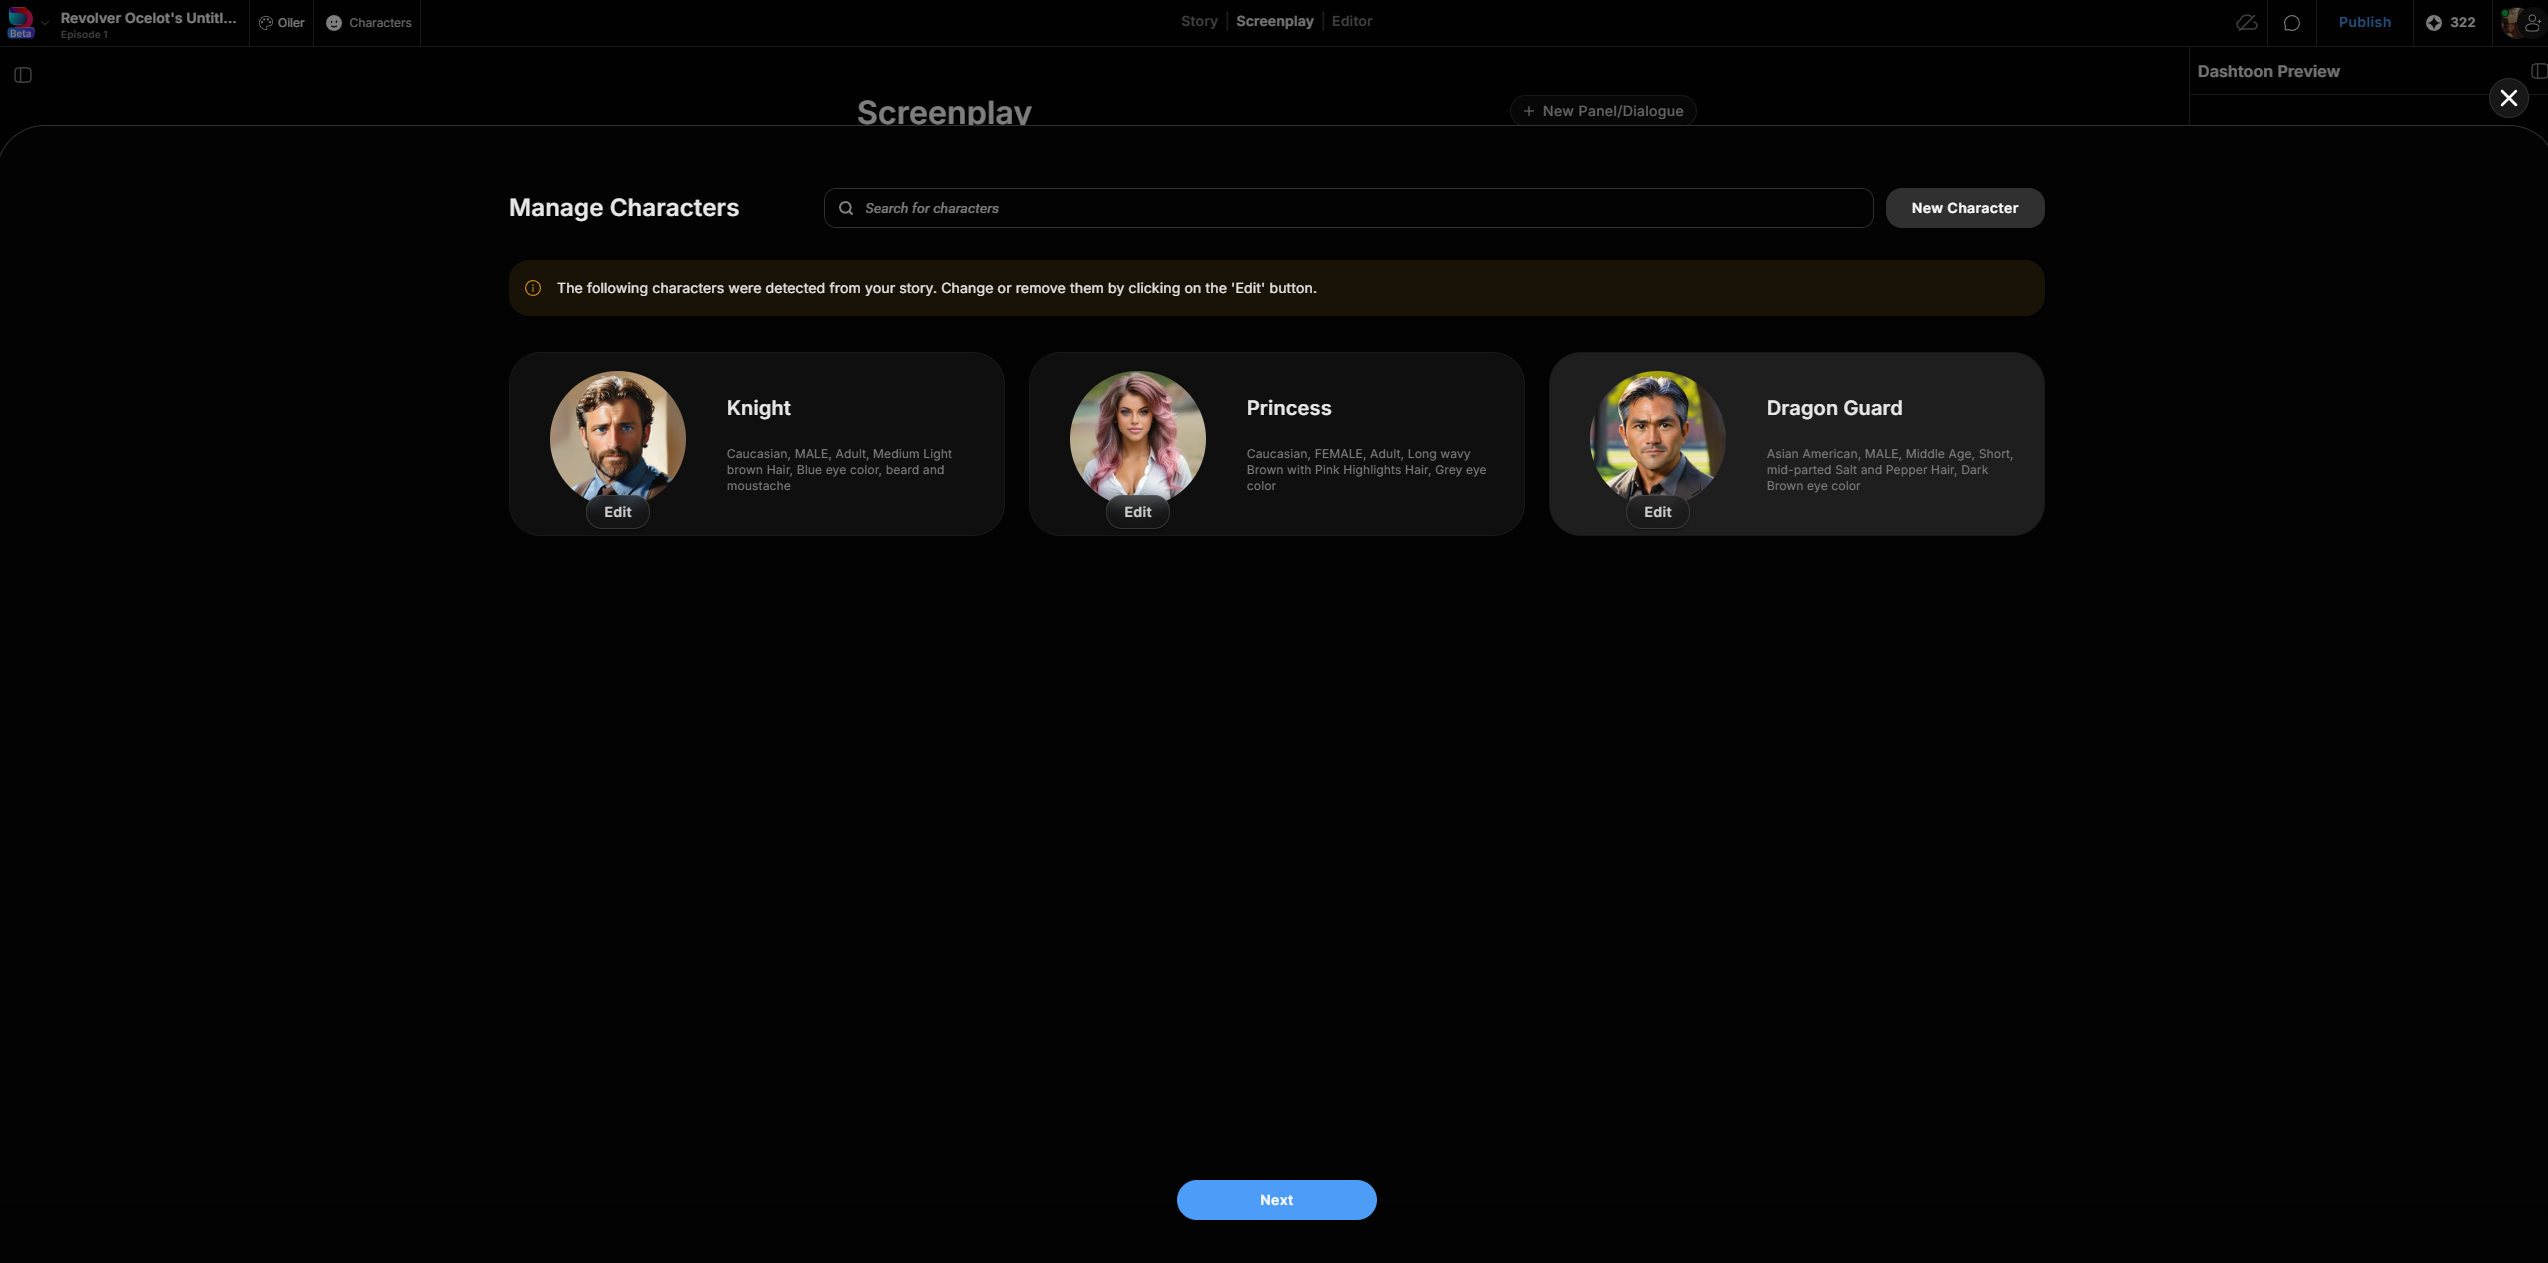 Revolver Ocelot's Untitl...
Episode 1
Beta
Oiler
Characters
Story
Screenplay
Editor
Publish
322
Dashtoon Preview
Screenplay
+ New Panel/Dialogue
Manage Characters
Search for characters
New Character
The following characters were detected from your story. Change or remove them by clicking on the 'Edit' button.
Knight
Caucasian, MALE, Adult, Medium Light
brown Hair, Blue eye color, beard and
moustache
Edit
Princess
Caucasian, FEMALE, Adult, Long wavy
Brown with Pink Highlights Hair, Grey eye
color
Edit
Dragon Guard
Asian American, MALE, Middle Age, Short,
mid-parted Salt and Pepper Hair, Dark
Brown eye color
Edit
Next